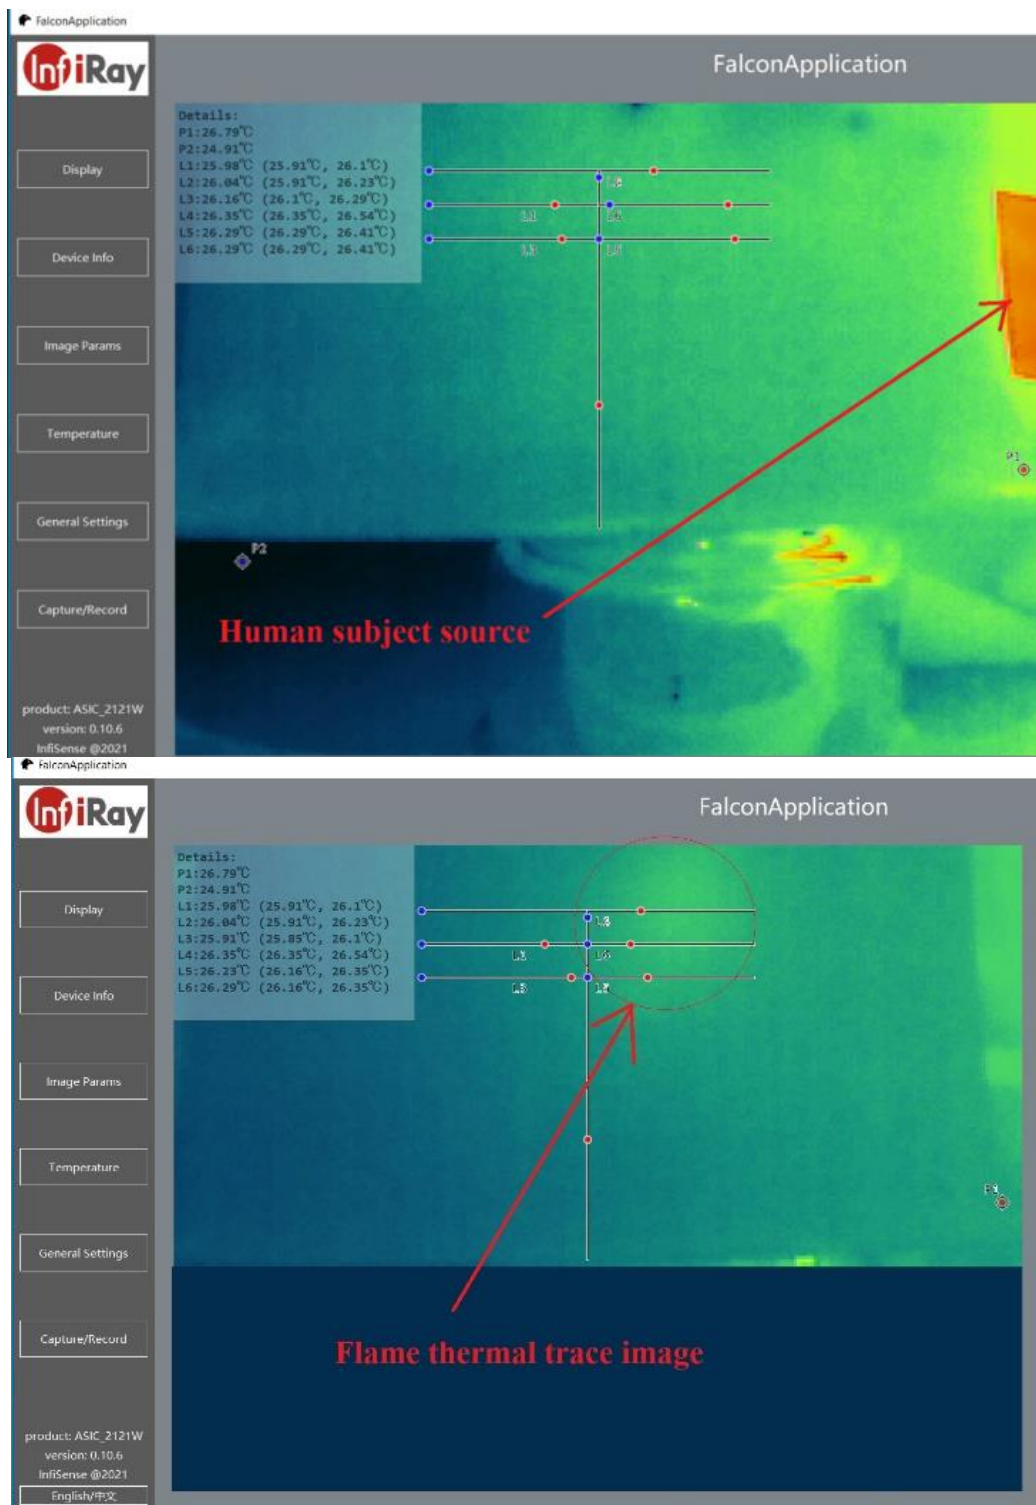 FalconApplication
InfiRay
FalconApplication
Details:
P1:26.79℃
P2:24.91℃
L1:25.98℃ (25.91℃, 26.1℃)
L2:26.04℃ (25.91℃, 26.23℃)
L3:26.16℃ (26.1℃, 26.29℃)
L4:26.35℃ (26.35℃, 26.54℃)
L5:26.29℃ (26.29℃, 26.41℃)
L6:26.29℃ (26.29℃, 26.41℃)
Display
Device Info
Image Params
Temperature
General Settings
Capture/Record
L1
L3
P1
P2
Human subject source
product: ASIC_2121W
version: 0.10.6
InfiSense @2021
FalconApplication
InfiRay
FalconApplication
Details:
P1:26.79℃
P2:24.91℃
L1:25.98℃ (25.91℃, 26.1℃)
L2:26.04℃ (25.91℃, 26.23℃)
L3:25.91℃ (25.85℃, 26.1℃)
L4:26.35℃ (26.35℃, 26.54℃)
L5:26.23℃ (26.16℃, 26.35℃)
L6:26.29℃ (26.16℃, 26.35℃)
Display
Device Info
Image Params
Temperature
General Settings
Capture/Record
L6
L3
Flame thermal trace image
product: ASIC_2121W
version: 0.10.6
InfiSense @2021
English/中文